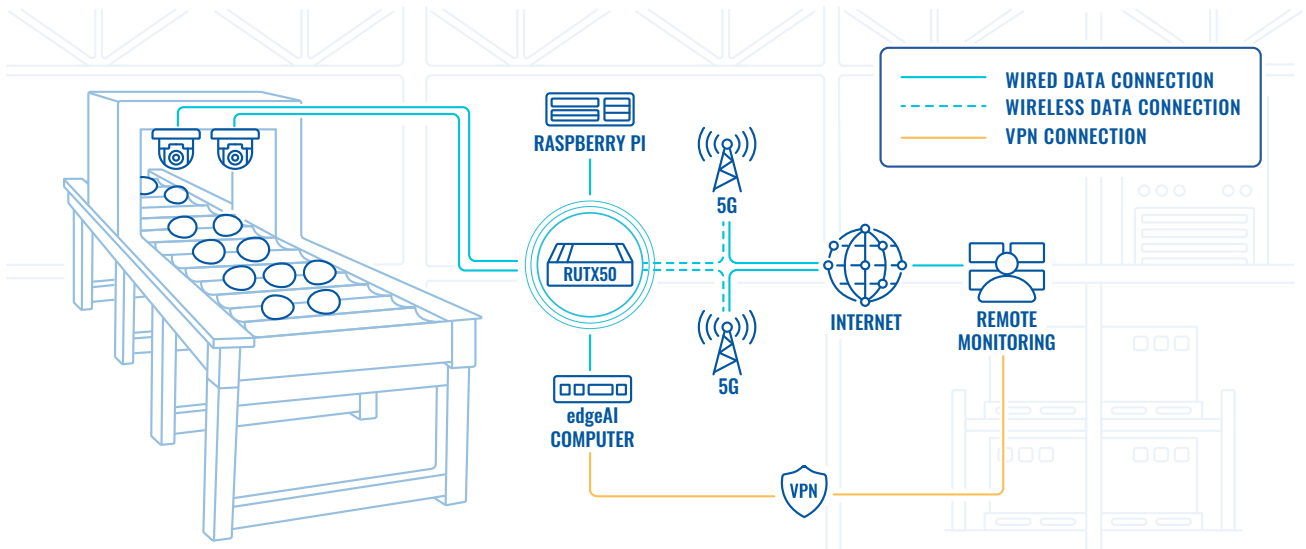 WIRED DATA CONNECTION
WIRELESS DATA CONNECTION
VPN CONNECTION
RASPBERRY PI
5G
RUTX50
INTERNET
REMOTE
MONITORING
5G
edgeAI
COMPUTER
VPN